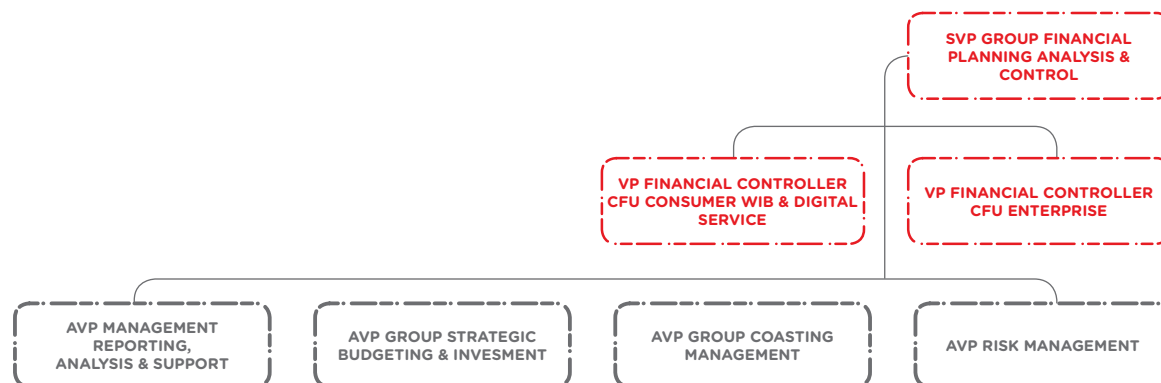 SVP GROUP FINANCIAL
PLANNING ANALYSIS &
CONTROL
VP FINANCIAL CONTROLLER
CFU CONSUMER WIB & DIGITAL
SERVICE
VP FINANCIAL CONTROLLER
CFU ENTERPRISE
AVP MANAGEMENT
REPORTING,
ANALYSIS & SUPPORT
AVP GROUP STRATEGIC
BUDGETING & INVESMENT
AVP GROUP COASTING
MANAGEMENT
AVP RISK MANAGEMENT